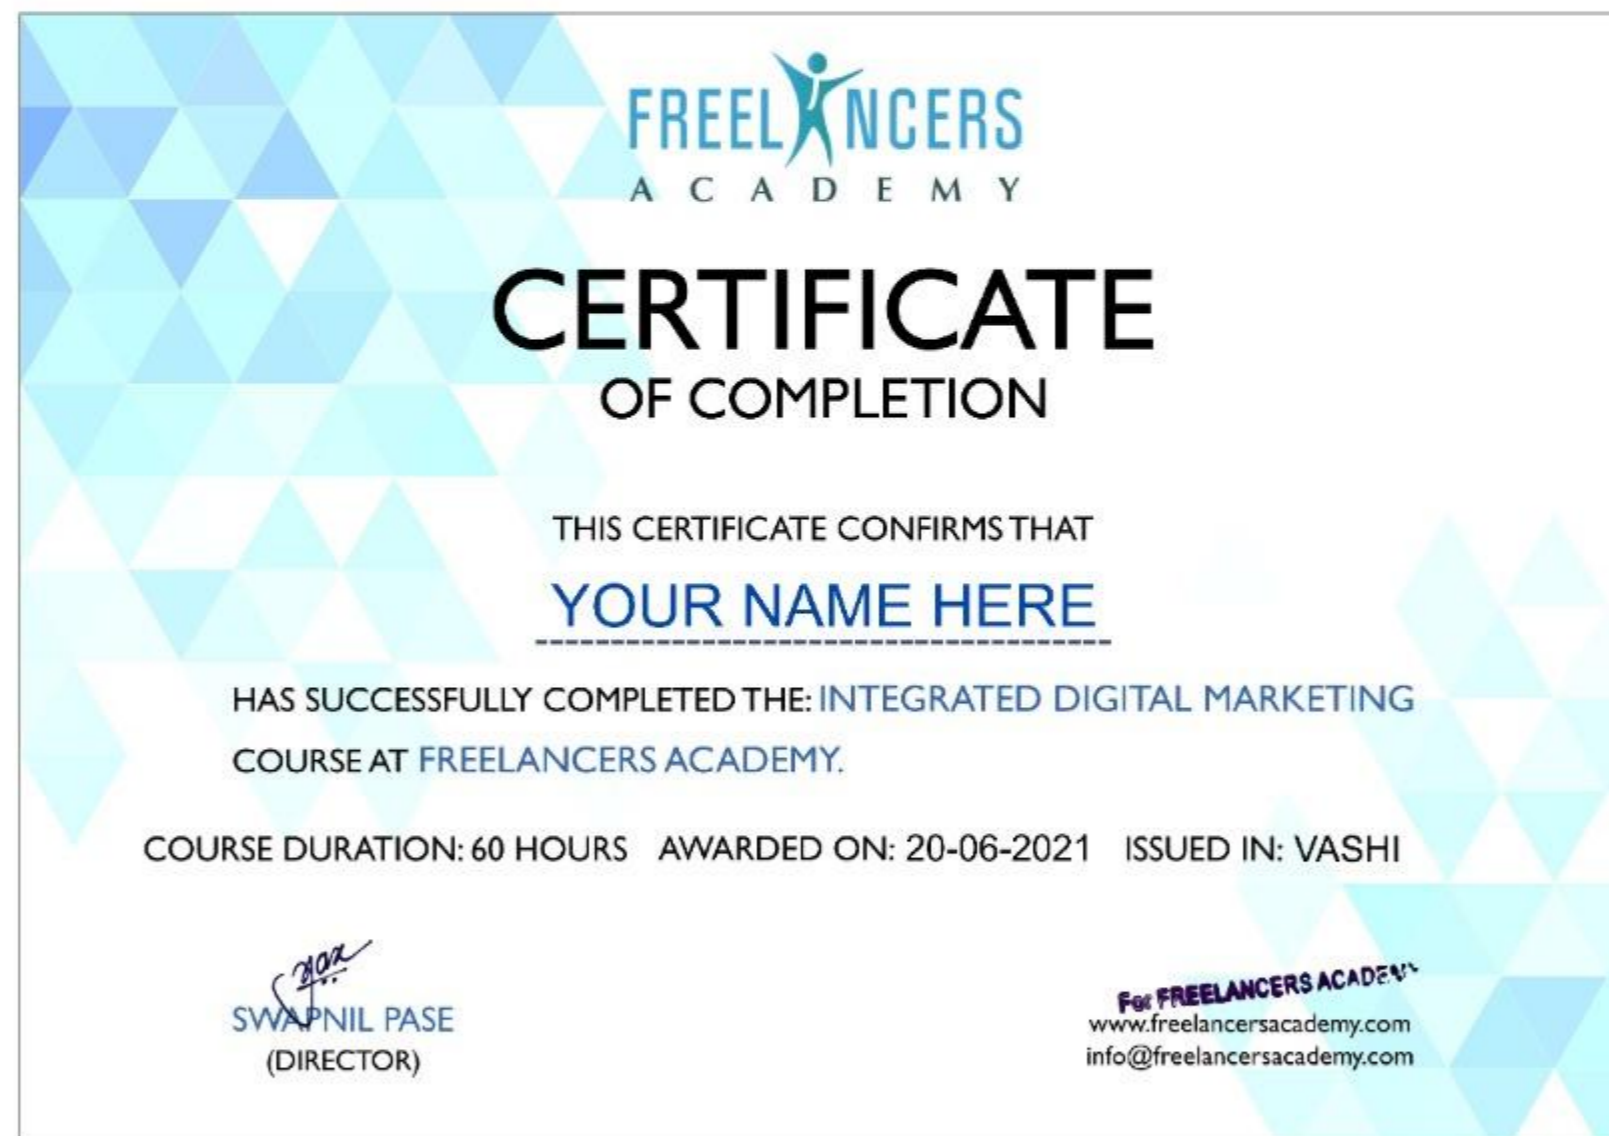 FREELANCERS
ACADEMY
CERTIFICATE
OF COMPLETION
THIS CERTIFICATE CONFIRMS THAT
YOUR NAME HERE
HAS SUCCESSFULLY COMPLETED THE: INTEGRATED DIGITAL MARKETING
COURSE AT FREELANCERS ACADEMY.
COURSE DURATION: 60 HOURS AWARDED ON: 20-06-2021 ISSUED IN: VASHI
SWAPNIL PASE
(DIRECTOR)
For FREELANCERS ACADEMY
www.freelancersacademy.com
info@freelancersacademy.com